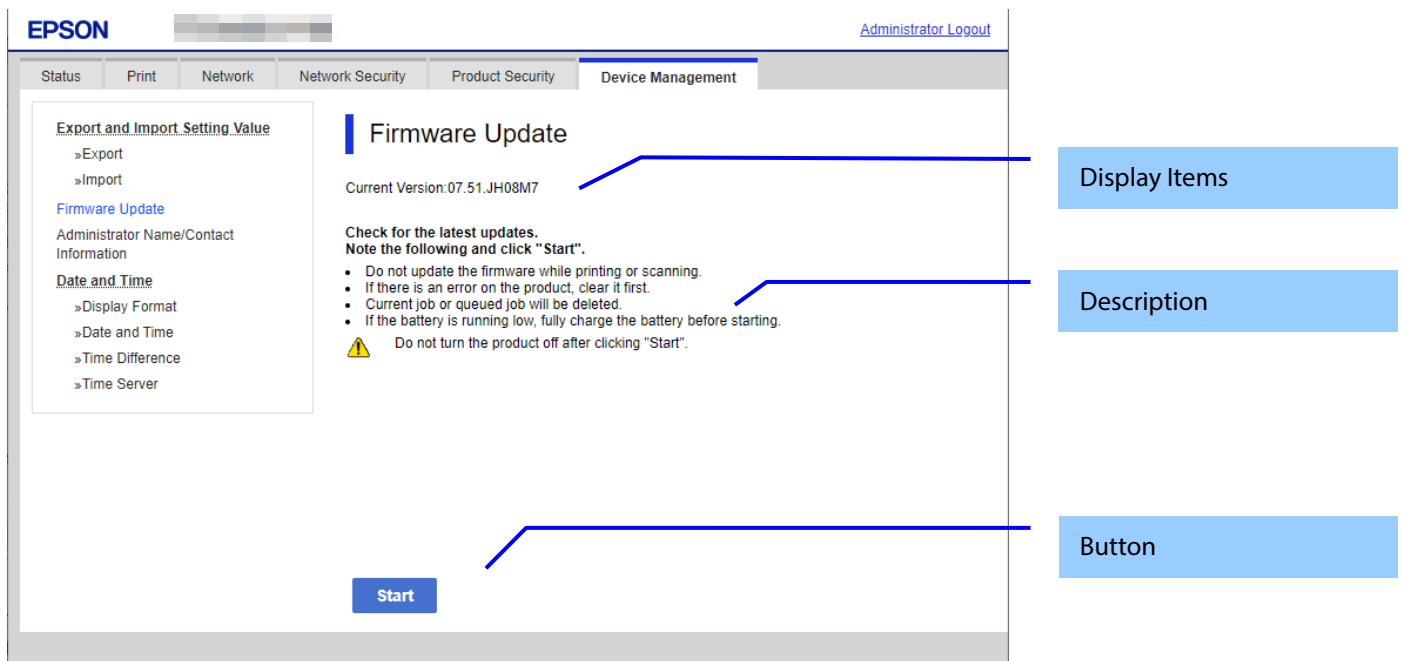 EPSON
Administrator Logout
Status Print Network Network Security Product Security Device Management
Export and Import Setting Value
»Export
»Import
Firmware Update
Administrator Name/Contact
Information
Date and Time
»Display Format
»Date and Time
»Time Difference
»Time Server
Firmware Update
Current Version:07.51.JH08M7
Check for the latest updates.
Note the following and click "Start".
• Do not update the firmware while printing or scanning.
• If there is an error on the product, clear it first.
• Current job or queued job will be deleted.
• If the battery is running low, fully charge the battery before starting.
Do not turn the product off after clicking "Start".
Start
Display Items
Description
Button